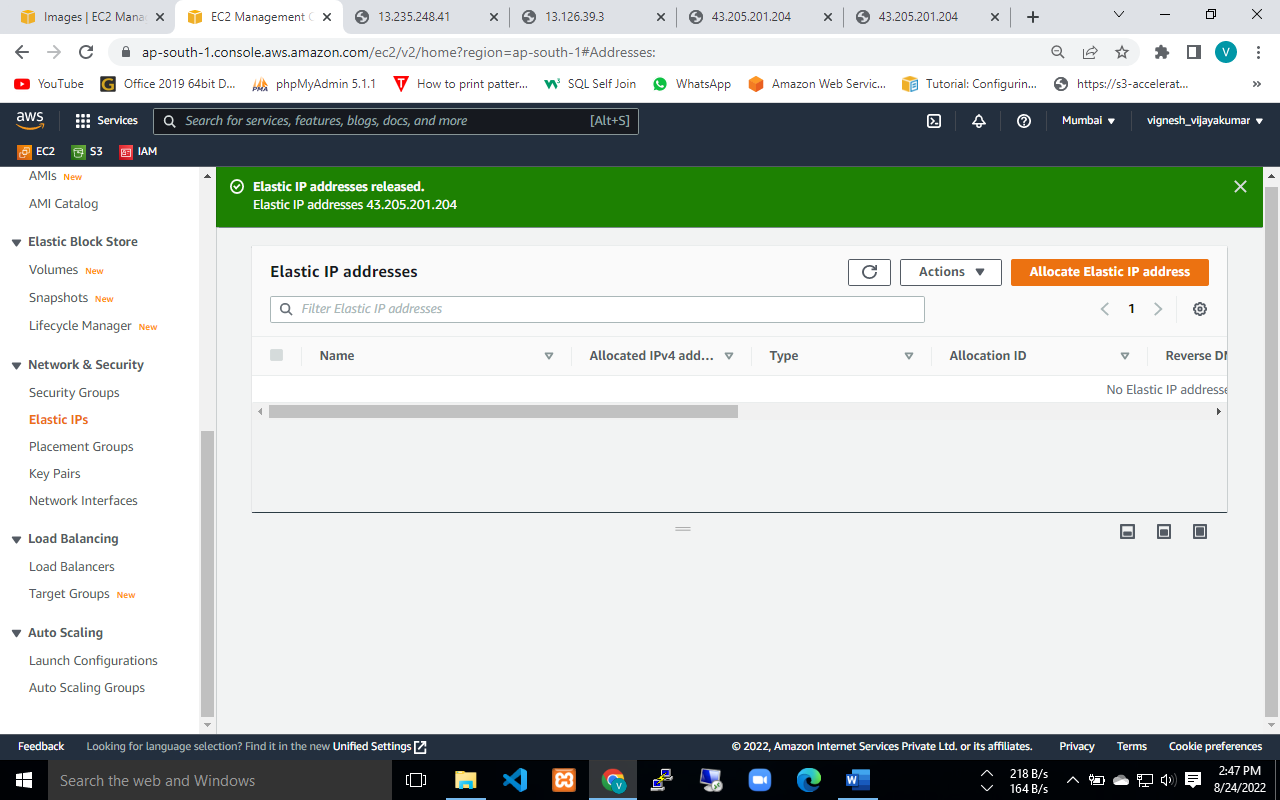 Images | EC2 Mana
EC2 Management C
13.235.248.41
13.126.39.3
43.205.201.204
43.205.201.204
ap-south-1.console.aws.amazon.com/ec2/v2/home?region=ap-south-1#Addresses:
V
YouTube
Office 2019 64bit D...
phpMyAdmin 5.1.1
How to print patter...
SQL Self Join
WhatsApp
Amazon Web Servic...
Tutorial: Configurin...
https://s3-accelerat...
»
aws
Services
Search for services, features, blogs, docs, and more
[Alt+S]
Mumbai
vignesh_vijayakumar
EC2
S3
IAM
AMIs New
AMI Catalog
Elastic Block Store
Volumes New
Snapshots New
Lifecycle Manager New
Network & Security
Security Groups
Elastic IPs
Placement Groups
Key Pairs
Network Interfaces
Load Balancing
Load Balancers
Target Groups New
Auto Scaling
Launch Configurations
Auto Scaling Groups
Elastic IP addresses released.
Elastic IP addresses 43.205.201.204
Elastic IP addresses
Actions
Allocate Elastic IP address
Filter Elastic IP addresses
1
Name
Allocated IPv4 add...
Type
Allocation ID
Reverse DN
No Elastic IP addresse
Feedback
Looking for language selection? Find it in the new Unified Settings
© 2022, Amazon Internet Services Private Ltd. or its affiliates.
Privacy
Terms
Cookie preferences
Search the web and Windows
218 B/s
164 B/s
2:47 PM
8/24/2022